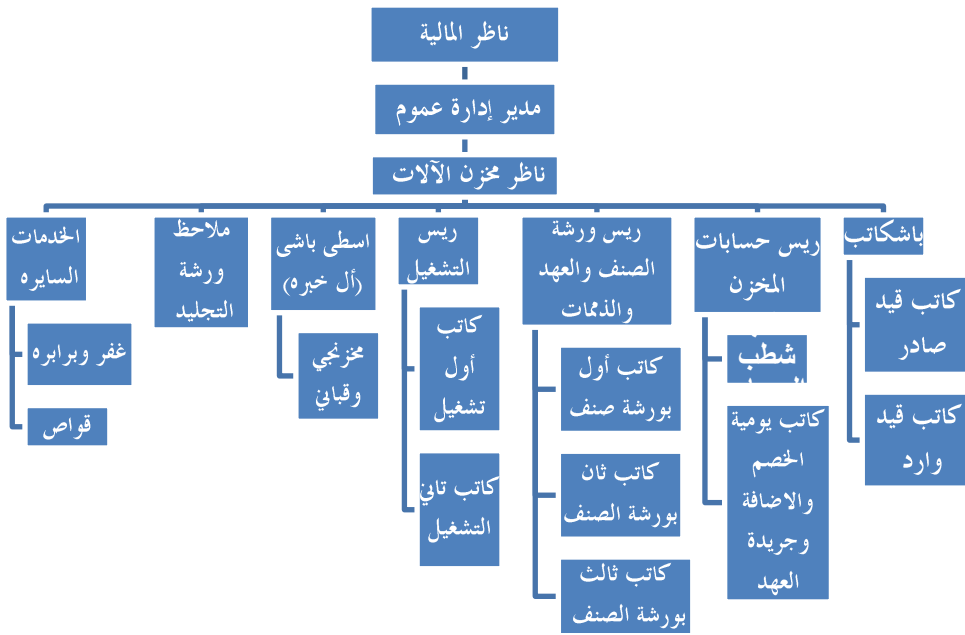 ناظر المالية
مدير إدارة عموم
ناظر مخزن الآلات
باشكاتب
كاتب قيد
صادر
كاتب قيد
وارد
ريس حسابات
المخزن
شطب
كاتب يومية
الخصم
والاضافة
وجريدة
العهد
ريس ورشة
الصنف والعهد
والذممات
كاتب أول
بورشة صنف
كاتب ثان
بورشة الصنف
كاتب ثالث
بورشة الصنف
ريس
التشغيل
كاتب
أول
تشغيل
كاتب تاني
التشغيل
اسطى باشى
(أل خبره)
مخزنجي
وقباني
ملاحظ
ورشة
التجليد
الخدمات
السايره
غفر وبرابره
قواص